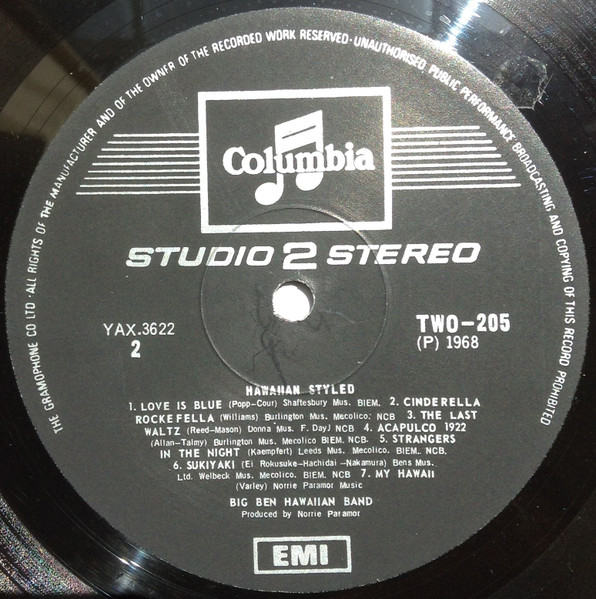 THE GRAMOPHONE CO LTD · ALL RIGHTS OF THE MANUFACTURER AND OF THE OWNER OF THE RECORDED WORK RESERVED · UNAUTHORISED PUBLIC PERFORMANCE BROADCASTING AND COPYING OF THIS RECORD PROHIBITED
Columbia
STUDIO 2 STEREO
YAX.3622
2
TWO-205
(P) 1968
HAWAIIAN STYLED
1. LOVE IS BLUE (Popp-Cour) Shaftesbury Mus. BIEM. 2. CINDERELLA
ROCKEFELLA (Williams) Burlington Mus. Mecolico. NCB 3. THE LAST
WALTZ (Reed-Mason) Donna Mus. F. DayJ NCB 4. ACAPULCO 1922
(Allan-Talmy) Burlington Mus. Mecolico BIEM. NCB. 5. STRANGERS
IN THE NIGHT (Kaempfert) Leeds Mus. Mecolico. BIEM. NCB.
6. SUKIYAKI (Ei Rokusuke-Hachidai-Nakamura) Bens Mus.
Ltd. Welbeck Mus. Mecolico. BIEM. NCB 7. MY HAWAII
(Varley) Norrie Paramor Music
BIG BEN HAWAIIAN BAND
Produced by Norrie Paramor
EMI